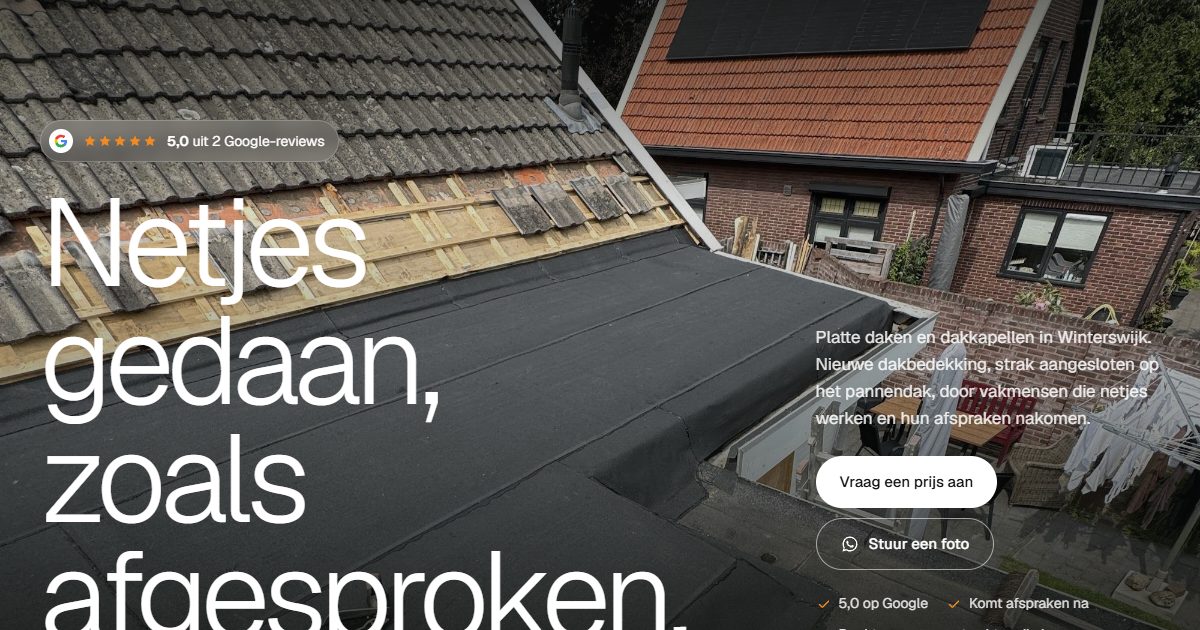 5,0 uit 2 Google-reviews
Netjes
gedaan,
zoals
afgesproken.
Platte daken en dakkapellen in Winterswijk.
Nieuwe dakbedekking, strak aangesloten op
het pannendak, door vakmensen die netjes
werken en hun afspraken nakomen.
Vraag een prijs aan
Stuur een foto
5,0 op Google
Komt afspraken na